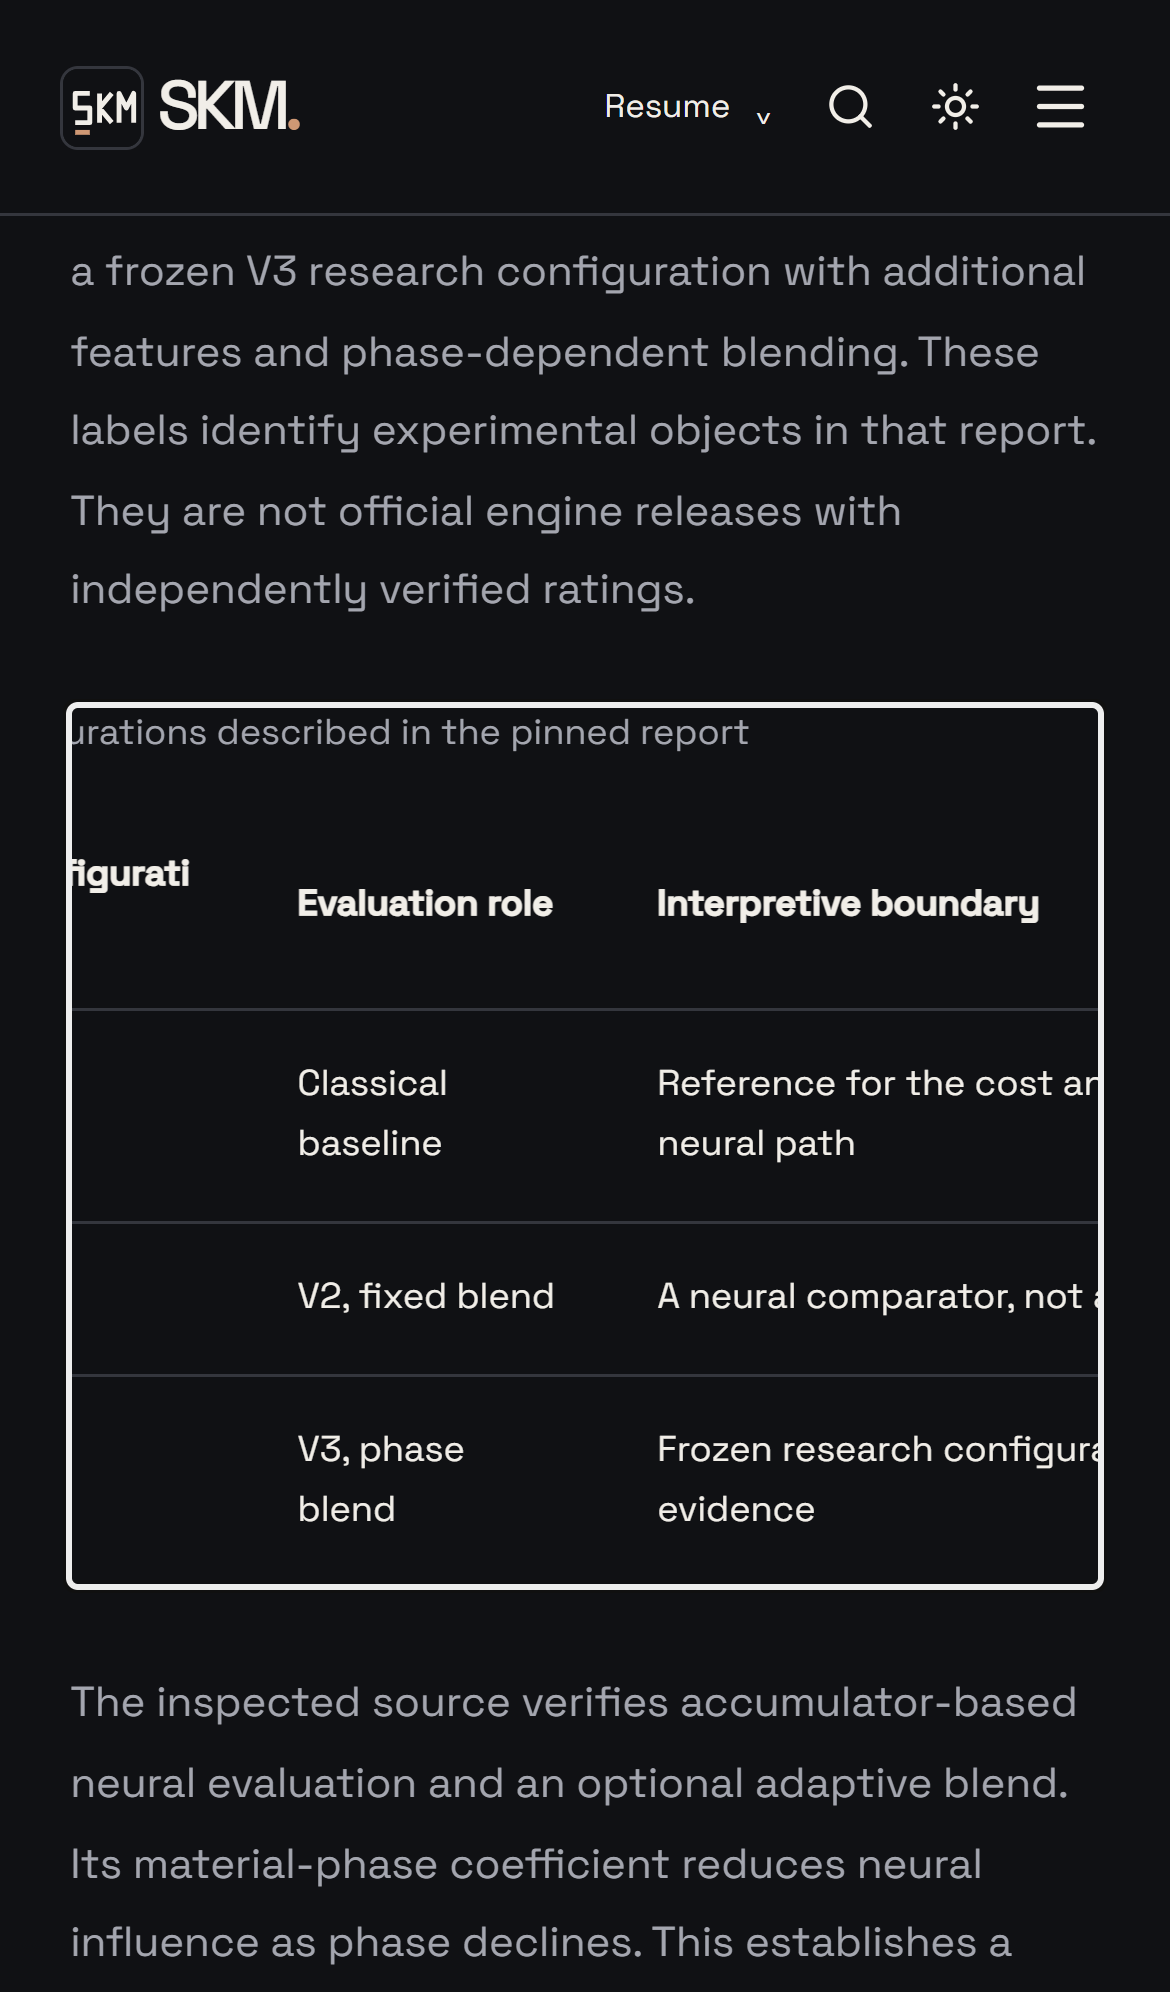 SKM SKM.
Resume
a frozen V3 research configuration with additional
features and phase-dependent blending. These
labels identify experimental objects in that report.
They are not official engine releases with
independently verified ratings.
urations described in the pinned report
figurati
Evaluation role
Interpretive boundary
Classical
baseline
Reference for the cost an
neural path
V2, fixed blend
A neural comparator, not a
V3, phase
blend
Frozen research configura
evidence
The inspected source verifies accumulator-based
neural evaluation and an optional adaptive blend.
Its material-phase coefficient reduces neural
influence as phase declines. This establishes a